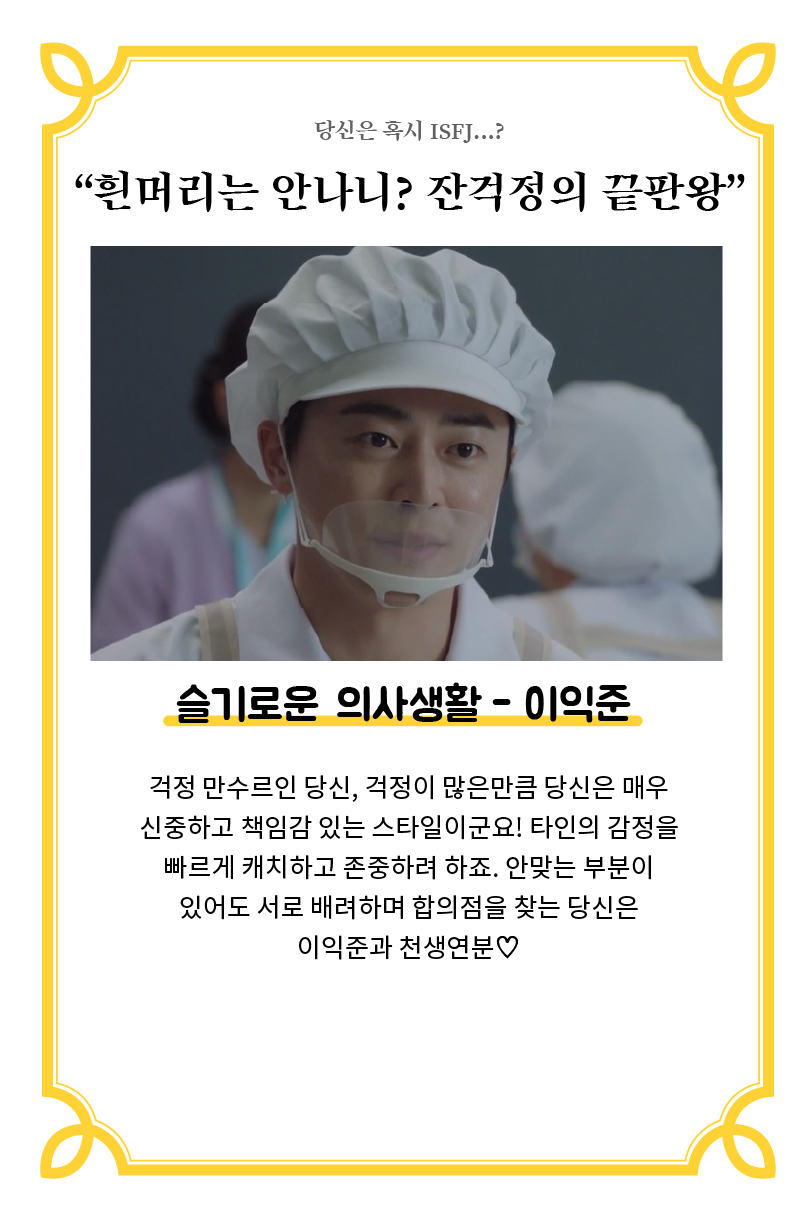 당신은 혹시 ISFJ...?
“흰머리는 안나니? 잔걱정의 끝판왕”
슬기로운 의사생활 - 이익준
걱정 만수르인 당신, 걱정이 많은만큼 당신은 매우
신중하고 책임감 있는 스타일이군요! 타인의 감정을
빠르게 캐치하고 존중하려 하죠. 안맞는 부분이
있어도 서로 배려하며 합의점을 찾는 당신은
이익준과 천생연분♡